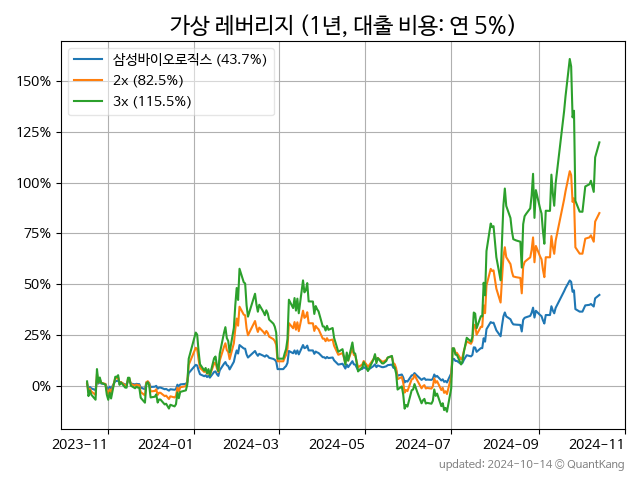 가상 레버리지 (1년, 대출 비용: 연 5%)
삼성바이오로직스 (43.7%)
2x (82.5%)
3x (115.5%)
150%
125%
100%
75%
50%
25%
0%
2023-11 2024-01 2024-03 2024-05 2024-07 2024-09 2024-11
updated: 2024-10-14 © QuantKang